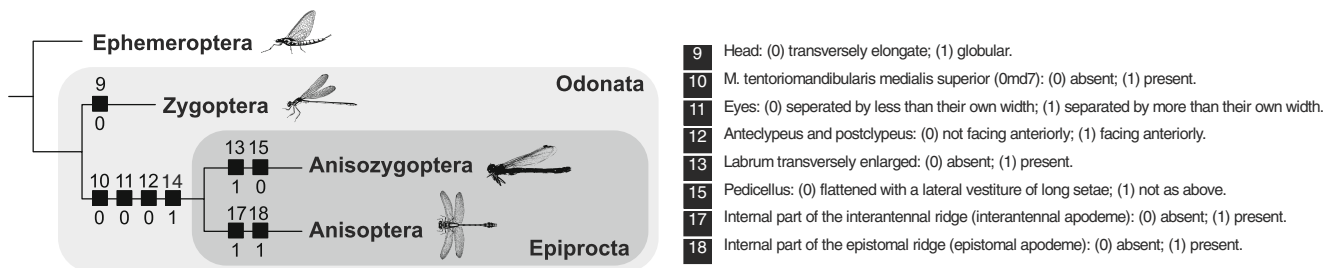 Ephemeroptera
Odonata
9
Zygoptera
0
13 15
Anisozygoptera
10 11 12 14
1 0
0 0 0 1
17 18
Anisoptera
1 1
Epiprocta
9 Head: (0) transversely elongate; (1) globular.
10 M. tentoriomandibularis medialis superior (0md7): (0) absent; (1) present.
11 Eyes: (0) seperated by less than their own width; (1) separated by more than their own width.
12 Anteclypeus and postclypeus: (0) not facing anteriorly; (1) facing anteriorly.
13 Labrum transversely enlarged: (0) absent; (1) present.
15 Pedicellus: (0) flattened with a lateral vestiture of long setae; (1) not as above.
17 Internal part of the interantennal ridge (interantennal apodeme): (0) absent; (1) present.
18 Internal part of the epistomal ridge (epistomal apodeme): (0) absent; (1) present.